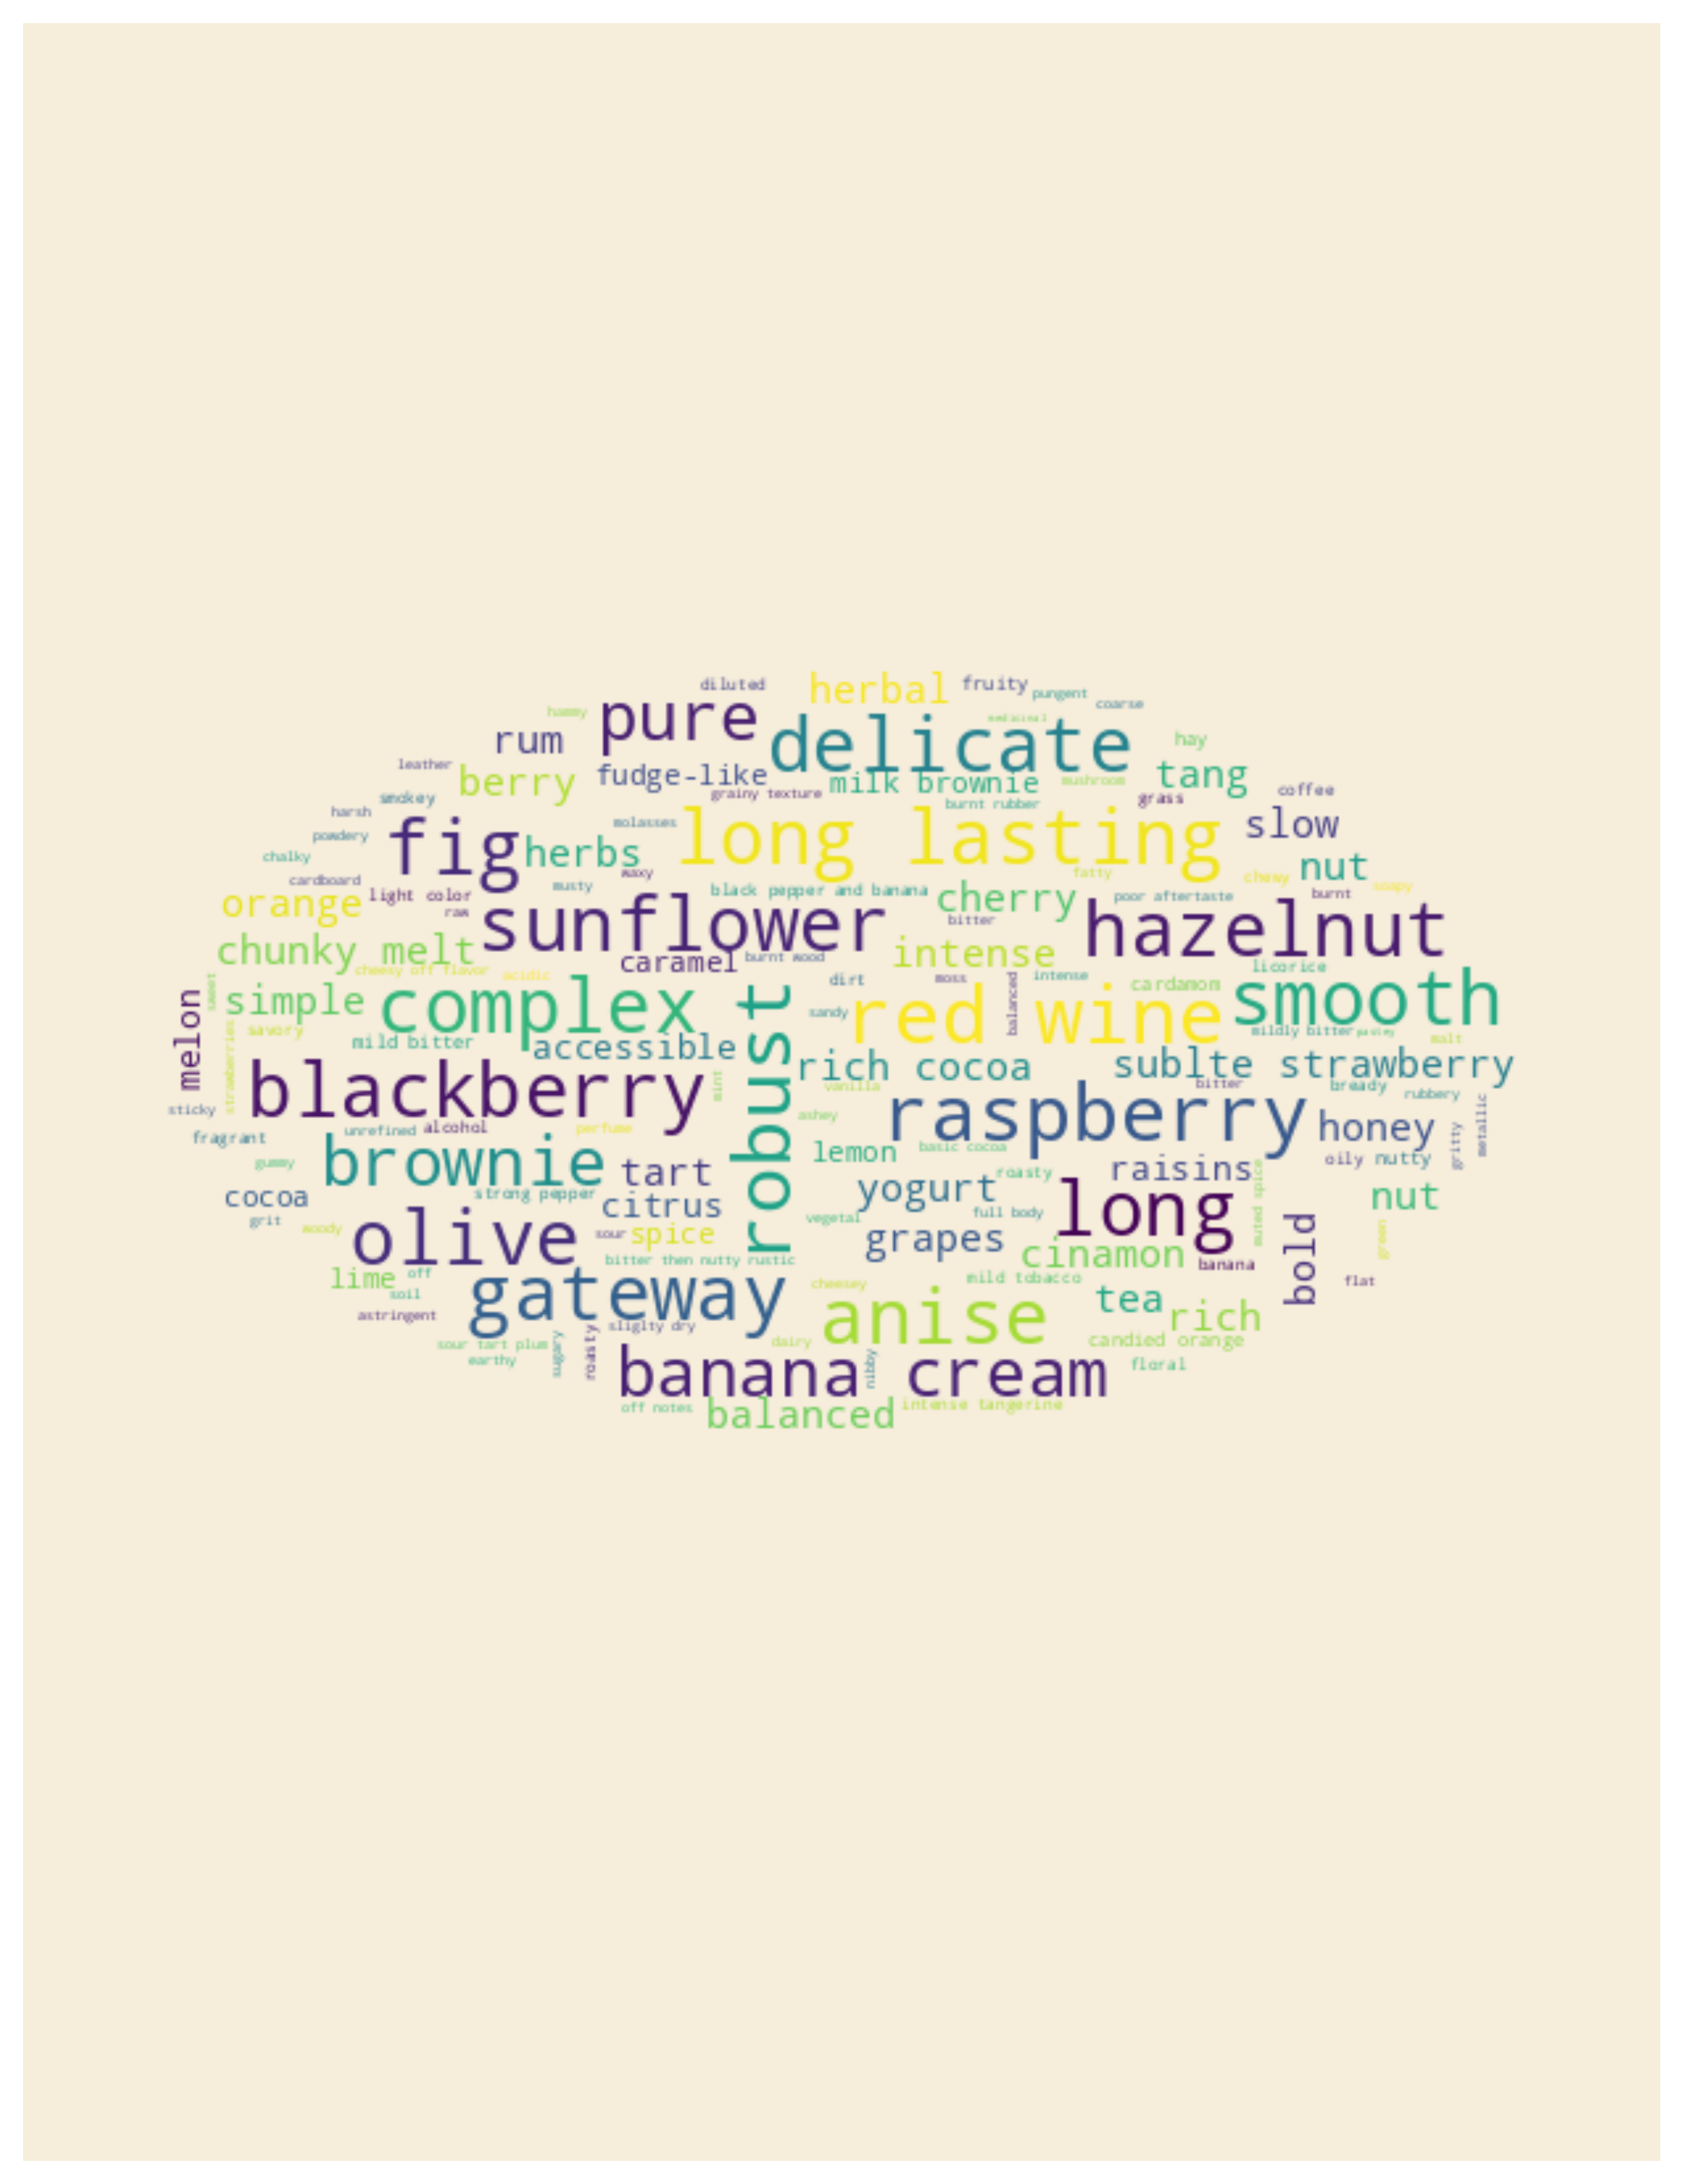 diluted herbal fruity
pungent
hammy pure coarse
medicinal
rum delicate hay
leather berry fudge-like milk brownie mushroom tang
smokey grainy texture grass coffee
harsh burnt rubber
powdery molasses long lasting slow
chalky fig herbs nut
cardboard waxy fatty chewy
light color musty black pepper and banana poor aftertaste burnt soapy
orange raw cherry
sunflower bitter hazelnut
chunky melt intense
caramel burnt wood
cheesy off flavor acidic dirt moss intense licorice
sweet cardamom
simple complex red wine smooth
melon sandy balanced
savory mildly bitter parsley
strawberries mild bitter accessible malt
robust rich cocoa sublte strawberry
blackberry mint vanilla bitter bready
rubbery
sticky ashey raspberry honey metallic
fragrant unrefined alcohol perfume gritty
brownie lemon basic cocoa oily nutty
gummy tart roasty raisins
cocoa strong pepper citrus yogurt muted spice nut
grit full body long
woody olive sour spice vegetal grapes bold green
bitter then nutty rustic cinamon banana
lime off mild tobacco flat
soil gateway cheesey
astringent anise tea rich
sliglty dry
sour tart plum sugary roasty dairy candied orange
earthy banana cream nibby floral
off notes balanced intense tangerine